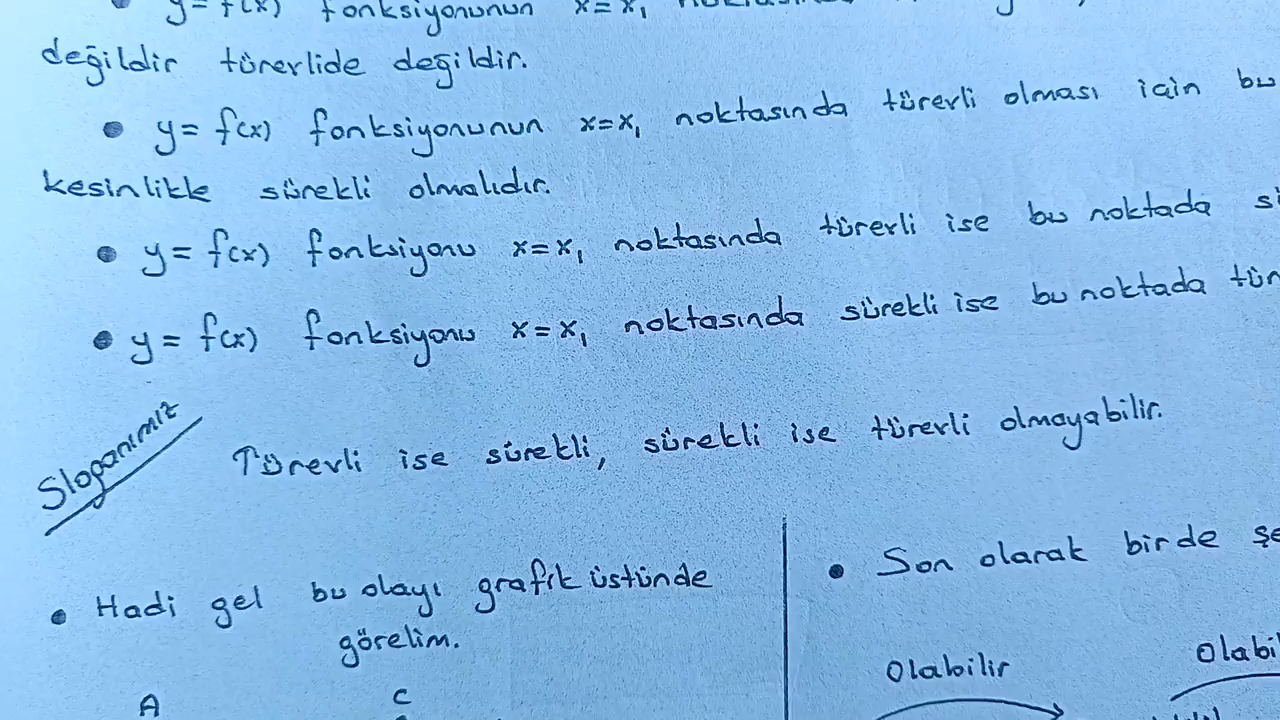 y= f(x) fonksiyonunun x=x₁
değildir türevlide değildir.
• y= f(x) fonksiyonunun x=x₁ noktasında türevli olması için bu
kesinlikle sürekli olmalıdır.
• y= f(x) fonksiyonu x=x₁ noktasında türevli ise bu noktada
• y= f(x) fonksiyonu x=x₁ noktasında sürekli ise bu noktada
Sloganımız
Türevli ise sürekli, sürekli ise türevli olmayabilir.
• Hadi gel bu olayı grafik üstünde
görelim.
A C
• Son olarak birde
Olabilir